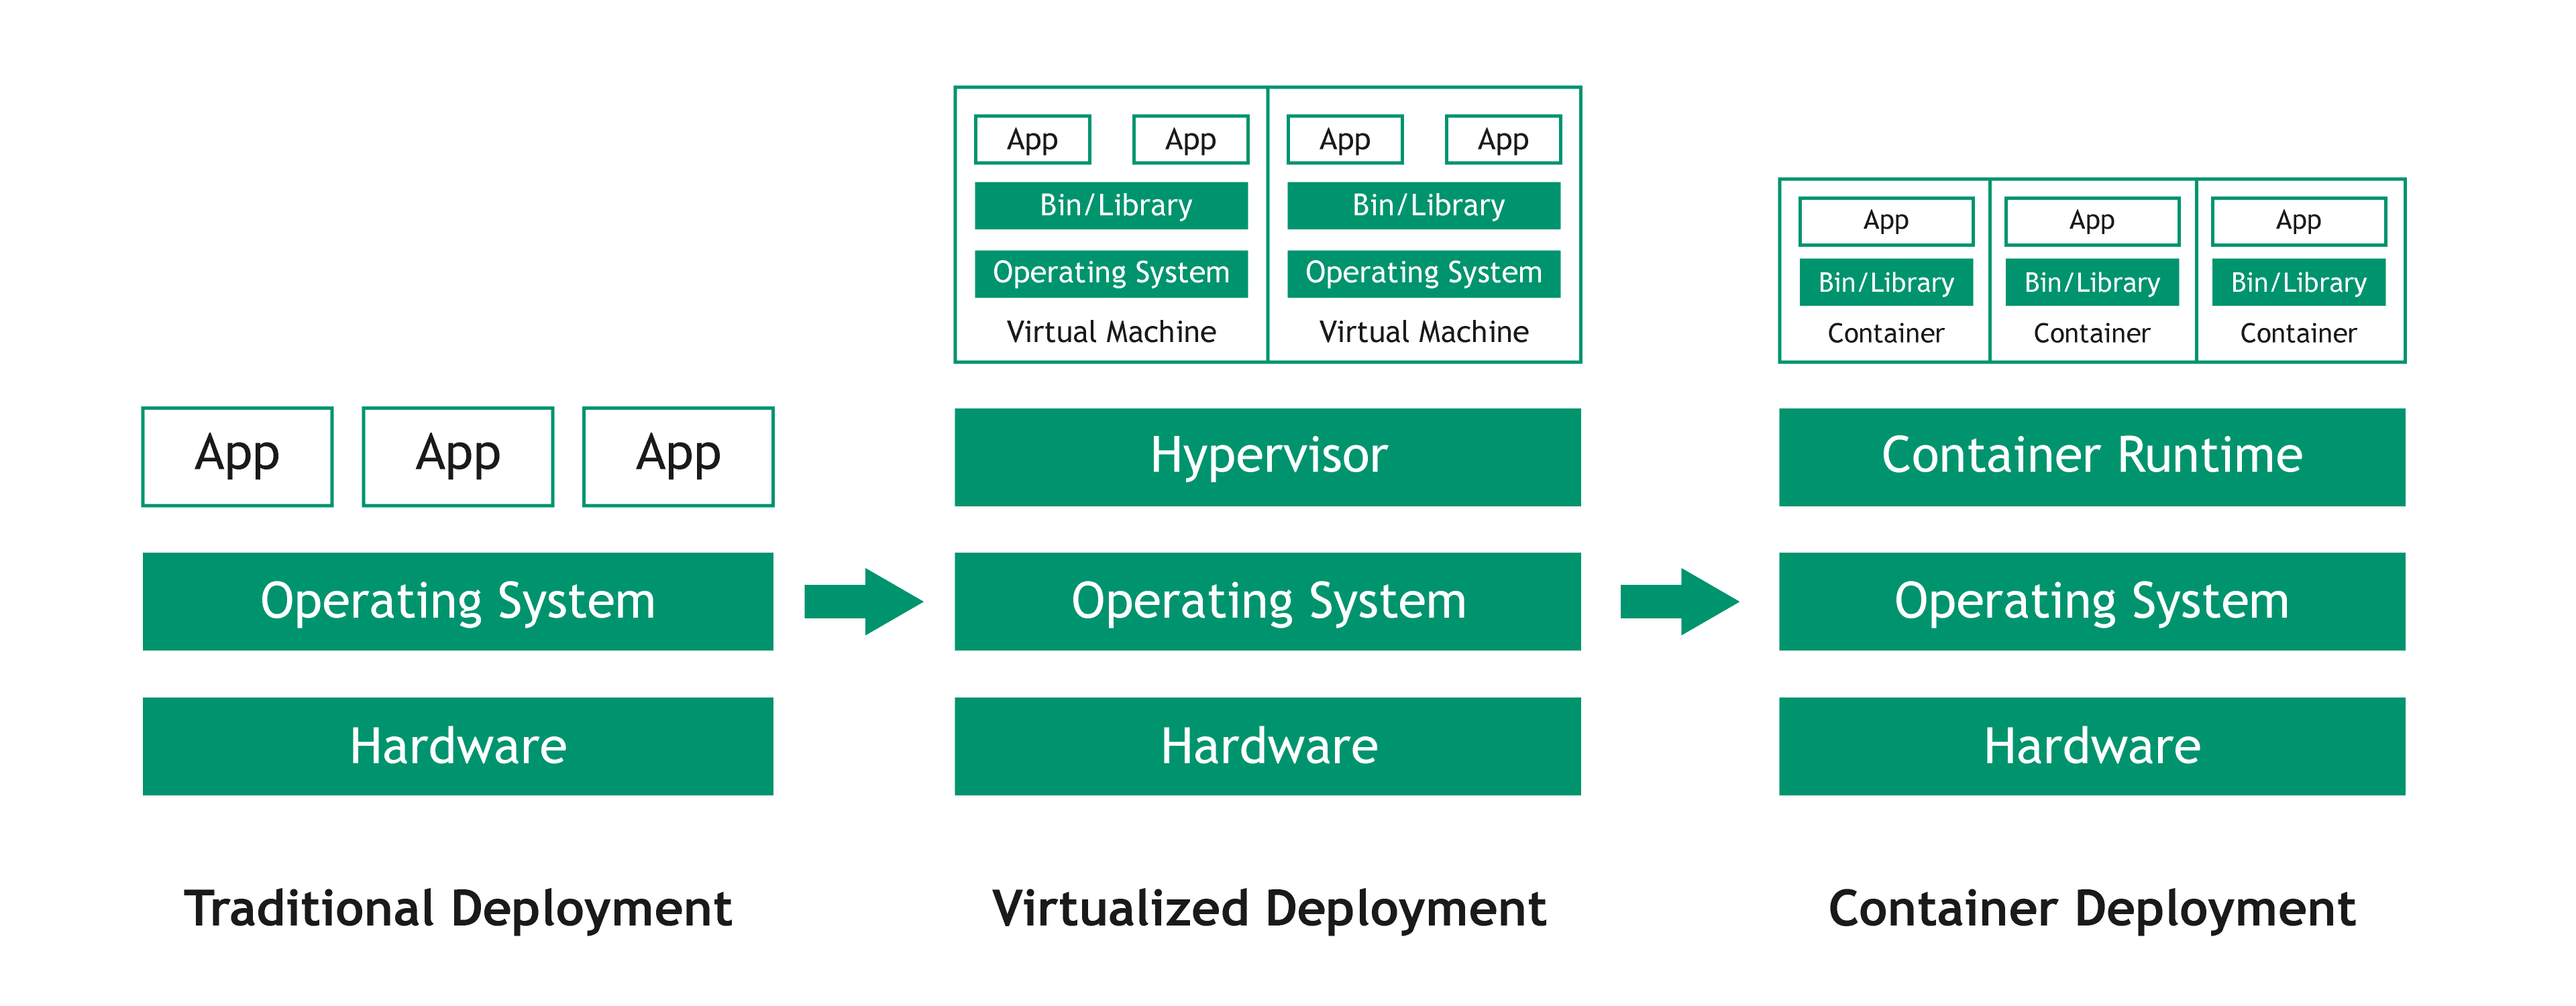 App
App
App
Operating System
Hardware
Traditional Deployment
App
App
Bin/Library
Operating System
Virtual Machine
App
App
Bin/Library
Operating System
Virtual Machine
Hypervisor
Operating System
Hardware
Virtualized Deployment
App
Bin/Library
Container
App
Bin/Library
Container
App
Bin/Library
Container
Container Runtime
Operating System
Hardware
Container Deployment